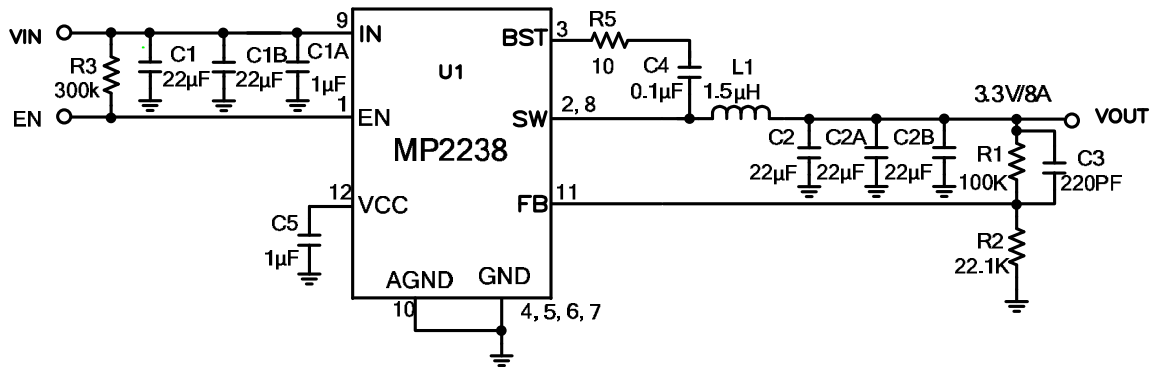 VIN
9
IN
R3
300k
C1
22µF
C1B
22µF
C1A
1µF
1
EN
EN
U1
MP2238
BST
3
R5
10
C4
0.1µF
L1
1.5µH
SW
2, 8
3.3V/8A
VOUT
C2
22µF
C2A
22µF
C2B
22µF
R1
100K
C3
220PF
12
VCC
C5
1µF
FB
11
R2
22.1K
AGND
GND
10
4, 5, 6, 7